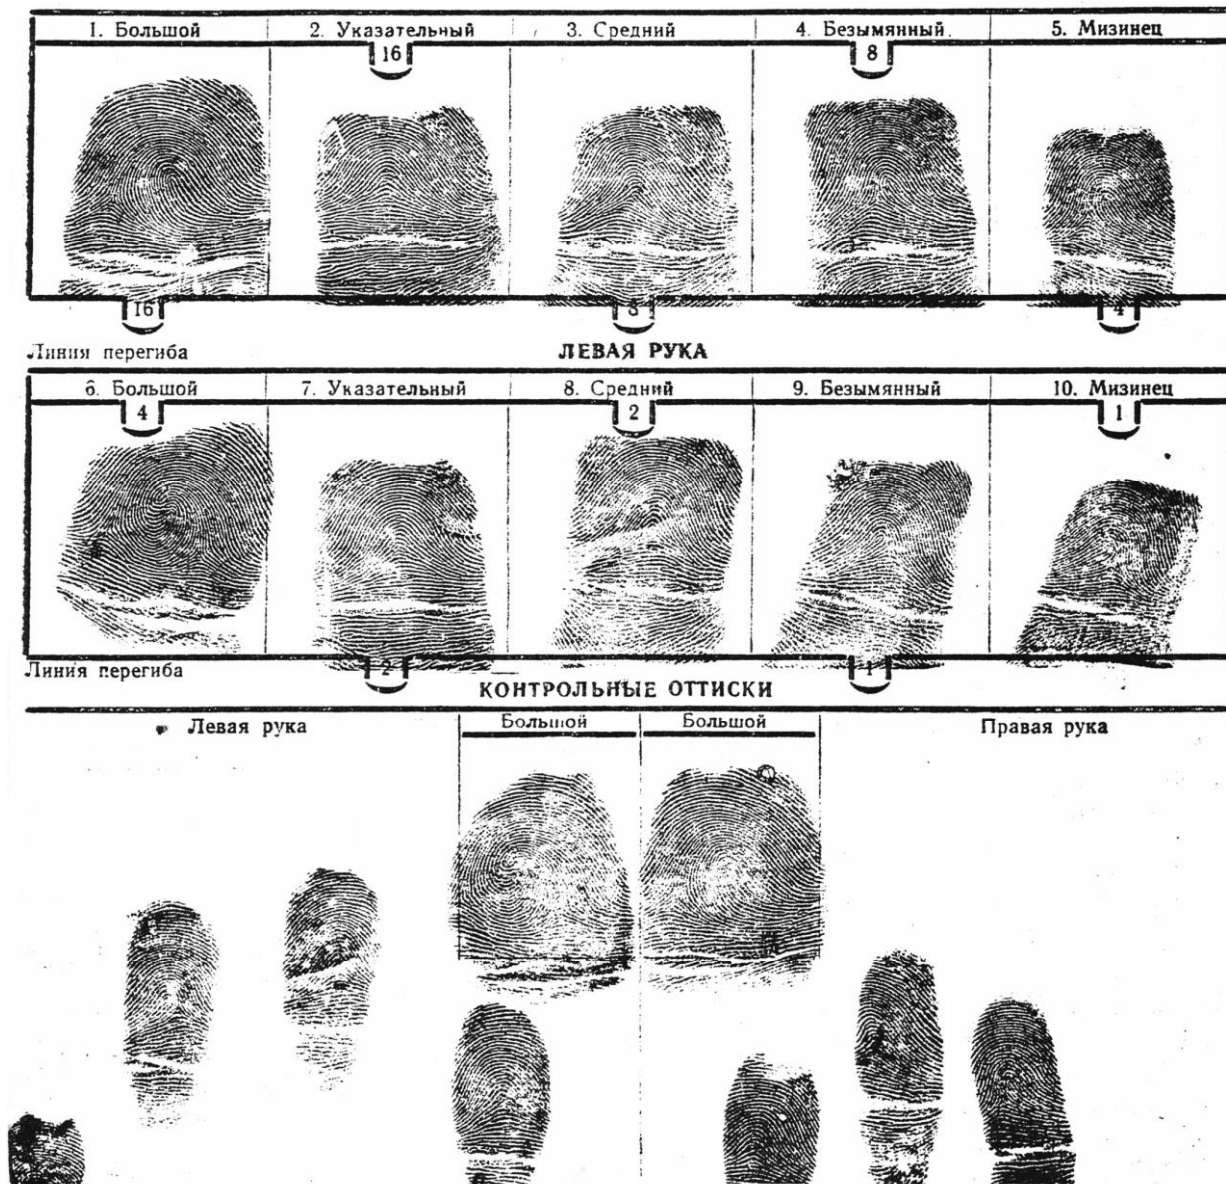 1. Большой 2. Указательный 3. Средний 4. Безымянный. 5. Мизинец
16 8
16 3 4
Линия перегиба ЛЕВАЯ РУКА
6. Большой 7. Указательный 8. Средний 9. Безымянный 10. Мизинец
4 2 1
Линия перегиба 2 1
КОНТРОЛЬНЫЕ ОТТИСКИ
Левая рука Большой Большой Правая рука